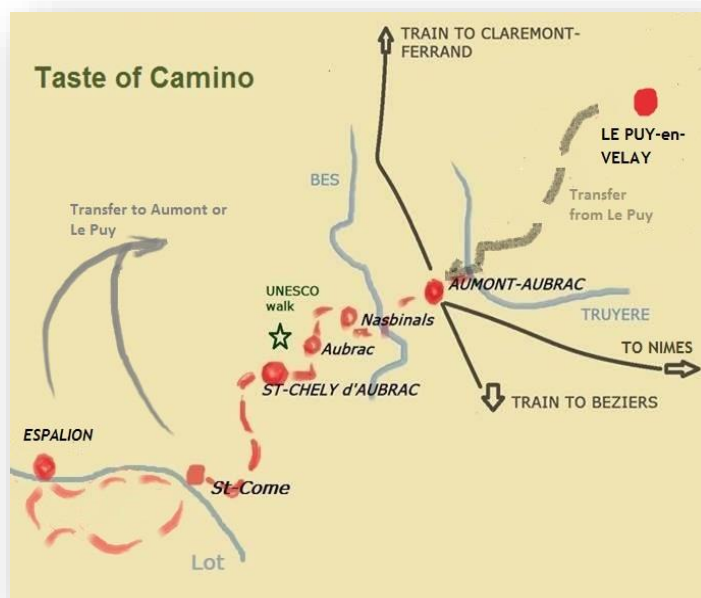 TRAIN TO CLAREMONT-
FERRAND
Taste of Camino
LE PUY-en-
VELAY
BES
Transfer to Aumont or
Le Puy
Transfer
from Le Puy
UNESCO
walk
AUMONT-AUBRAC
Nasbinals
TRUYERE
Aubrac
TO NIMES
ST-CHELY d'AUBRAC
TRAIN TO BEZIERS
ESPALION
St-Come
Lot